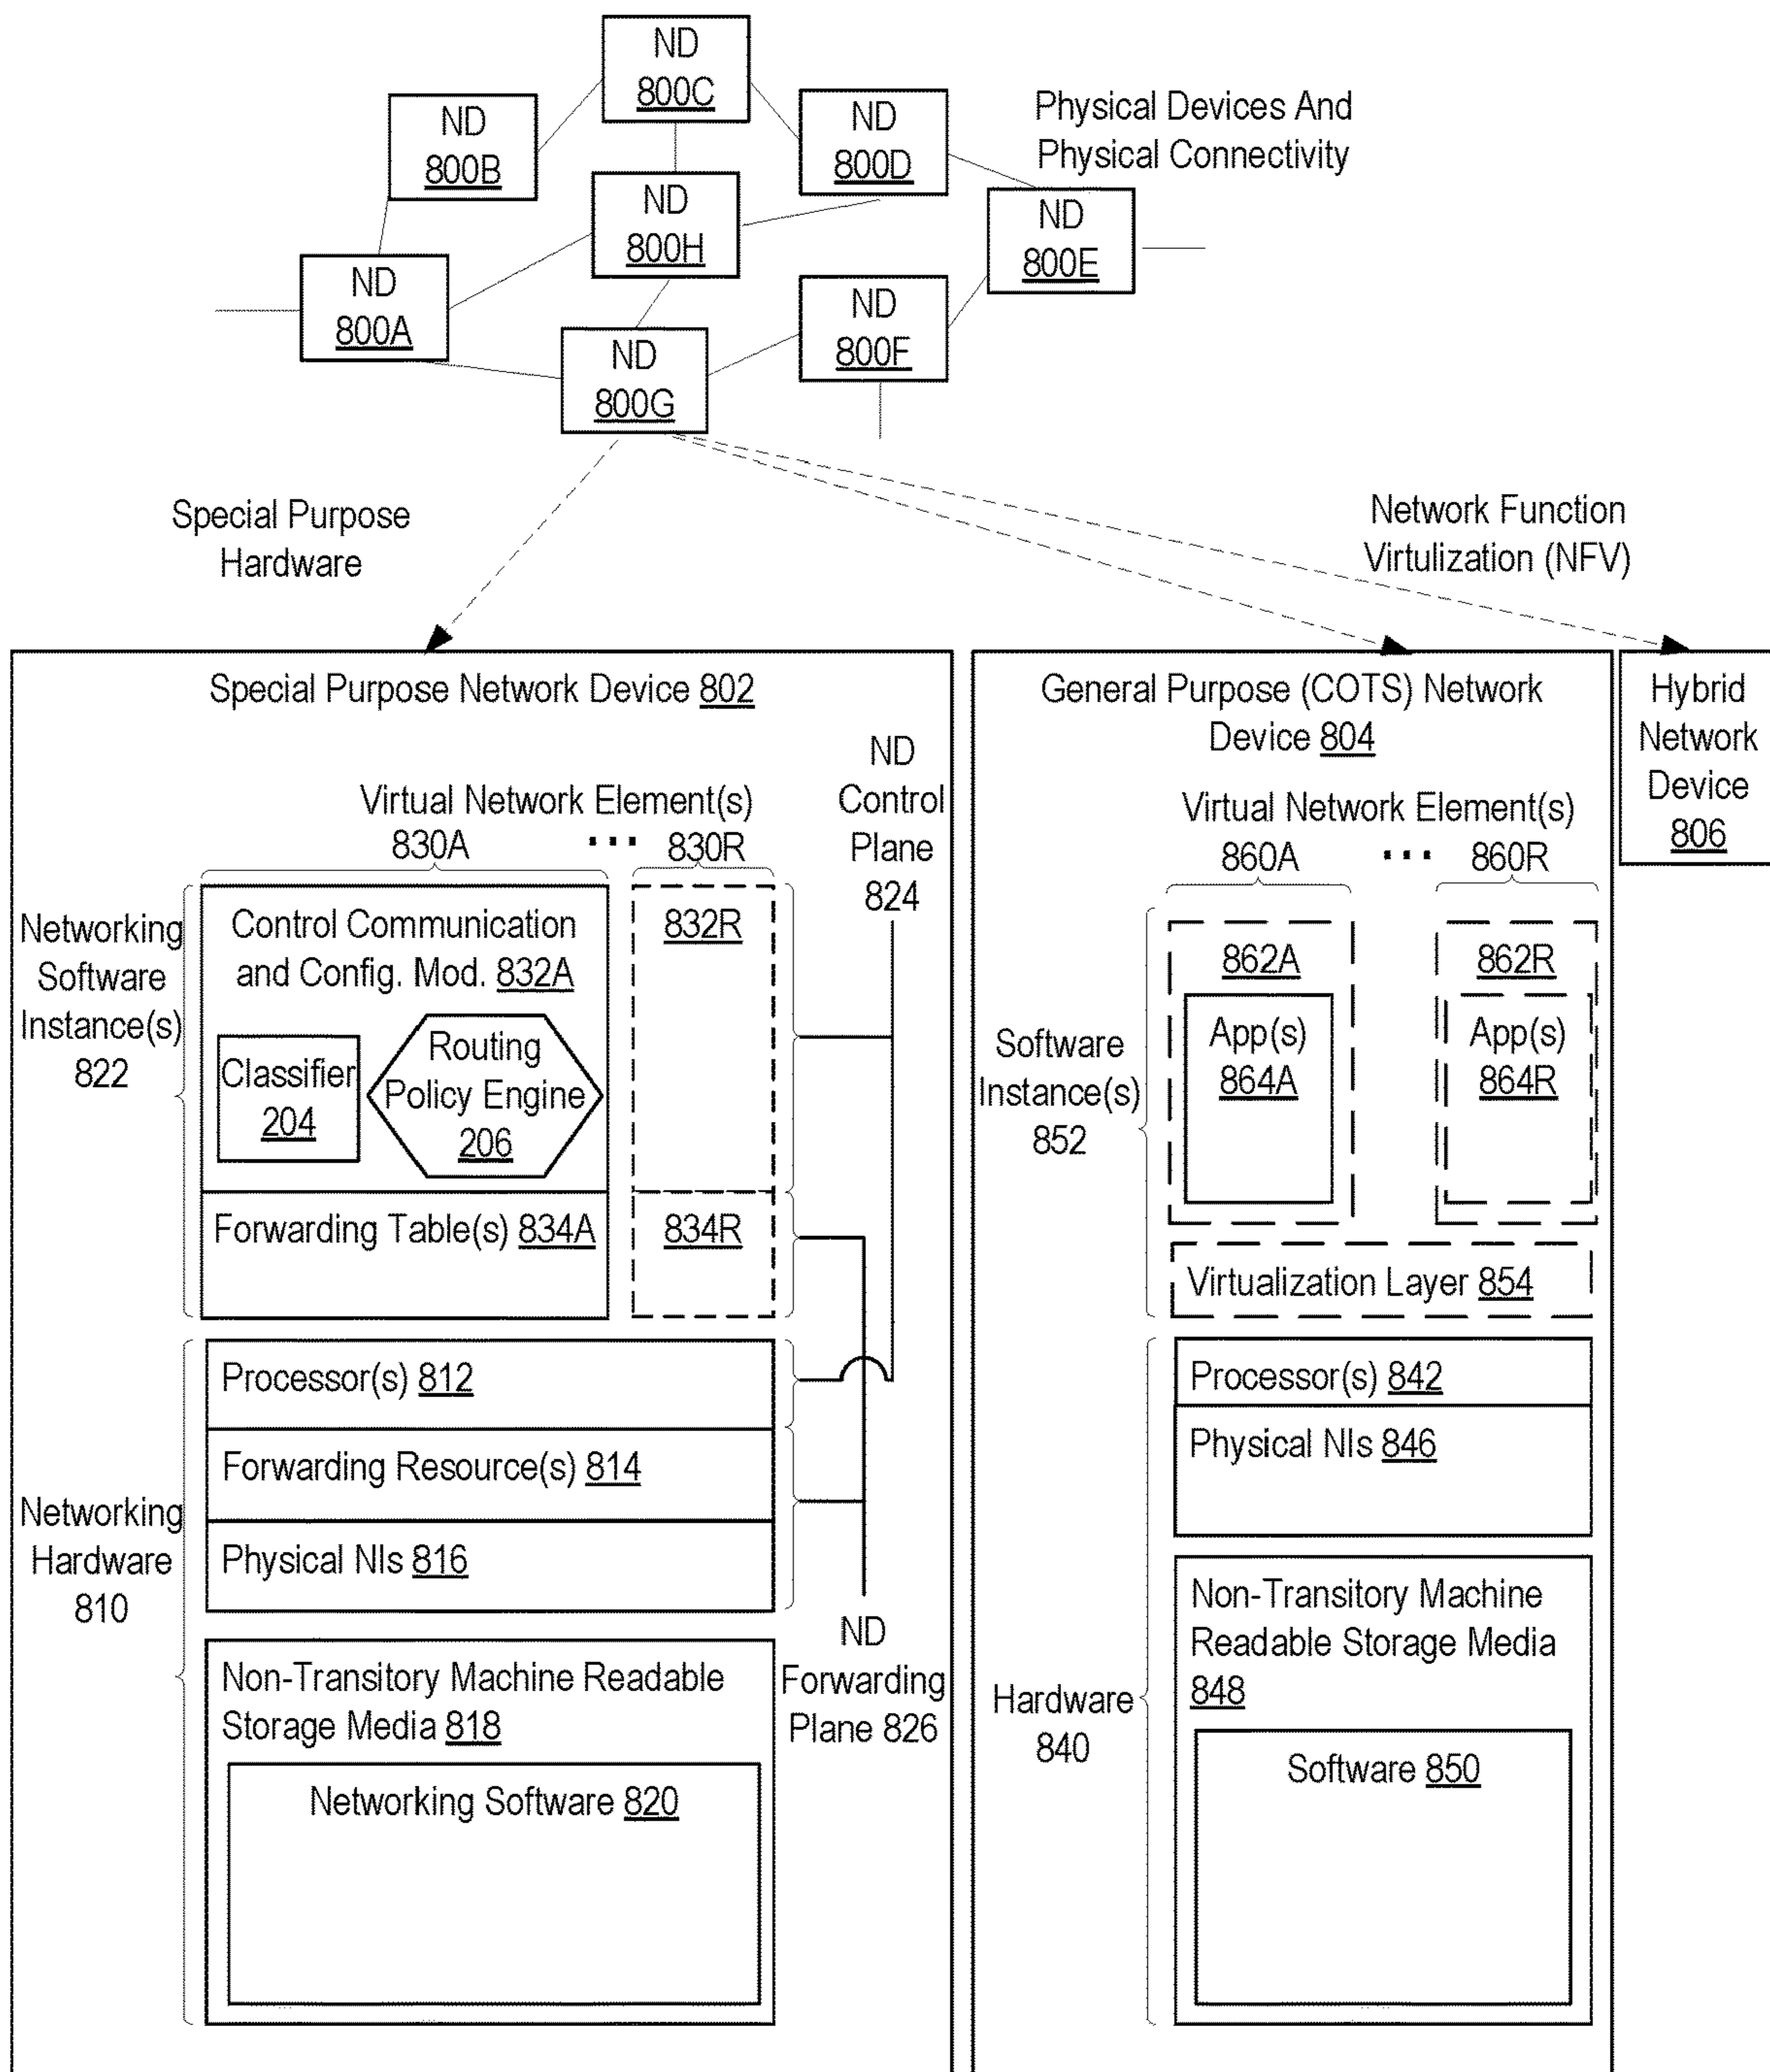 ND
800C
ND
800B
ND
800D
Physical Devices And
Physical Connectivity
ND
800H
ND
800E
ND
800A
ND
800F
ND
800G
Special Purpose
Hardware
Network Function
Virtulization (NFV)
Special Purpose Network Device 802
ND
Control
Plane
824
Virtual Network Element(s)
830A
...
830R
Networking
Software
Instance(s)
822
Control Communication
and Config. Mod. 832A
832R
Classifier
204
Routing
Policy Engine
206
Forwarding Table(s) 834A
834R
Networking
Hardware
810
Processor(s) 812
Forwarding Resource(s) 814
Physical NIs 816
ND
Forwarding
Plane 826
Non-Transitory Machine Readable
Storage Media 818
Networking Software 820
General Purpose (COTS) Network
Device 804
Virtual Network Element(s)
860A
...
860R
Software
Instance(s)
852
862A
862R
App(s)
864A
App(s)
864R
Virtualization Layer 854
Hardware
840
Processor(s) 842
Physical NIs 846
Non-Transitory Machine
Readable Storage Media
848
Software 850
Hybrid
Network
Device
806